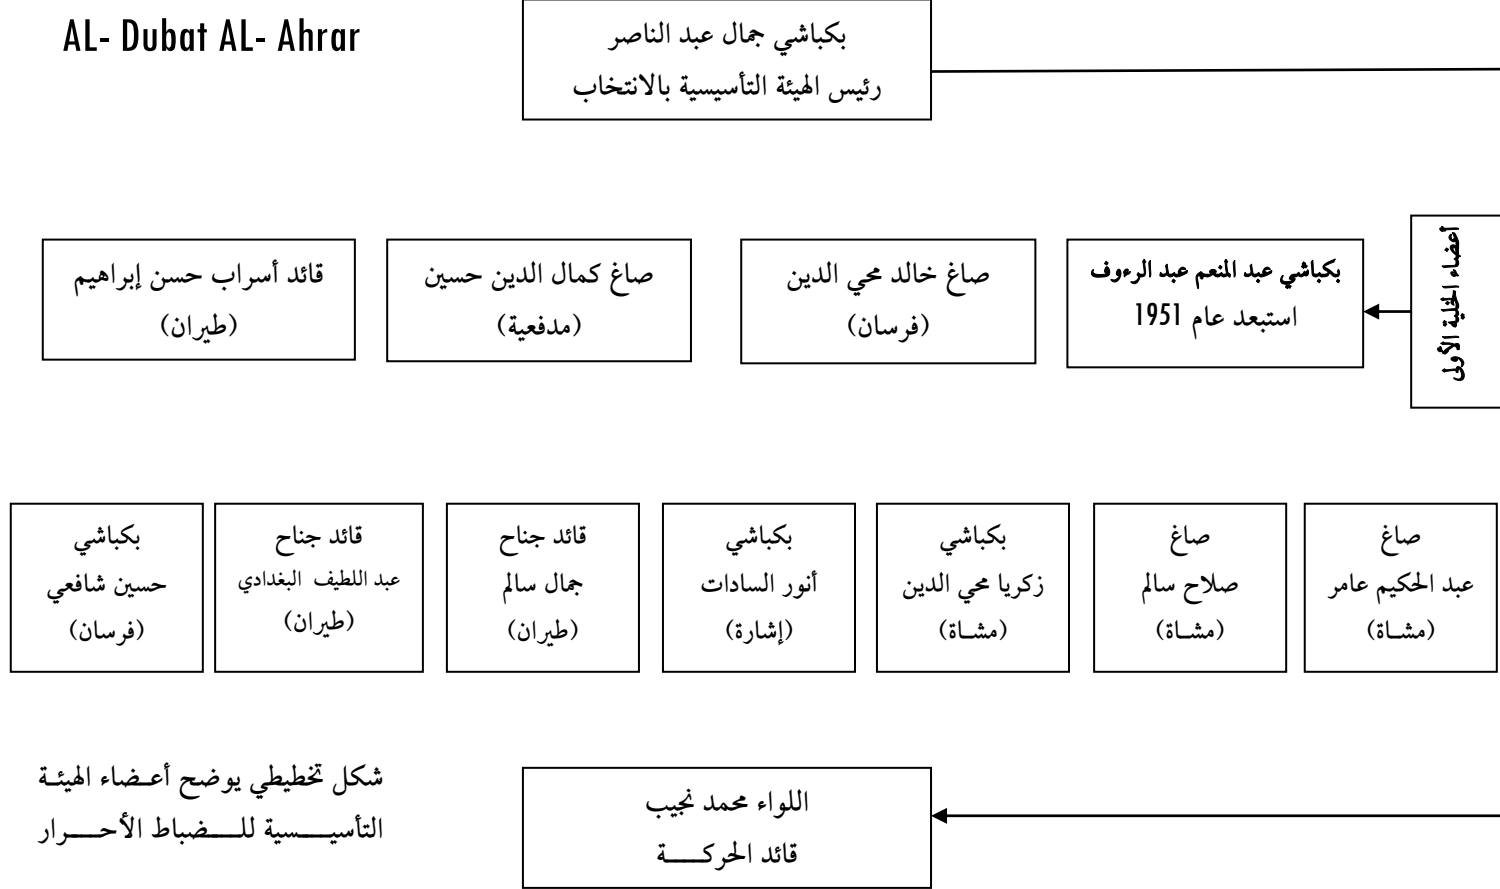 AL- Dubat AL- Ahrar
بكباشي جمال عبد الناصر
رئيس الهيئة التأسيسية بالانتخاب
أعضاء الخلية الأولى
بكباشي عبد المنعم عبد الرءوف
استبعد عام 1951
صاغ خالد محي الدين
(فرسان)
صاغ كمال الدين حسين
(مدفعية)
قائد أسراب حسن إبراهيم
(طيران)
صاغ
عبد الحكيم عامر
(مشاة)
صاغ
صلاح سالم
(مشاة)
بكباشي
زكريا محي الدين
(مشاة)
بكباشي
أنور السادات
(إشارة)
قائد جناح
جمال سالم
(طيران)
قائد جناح
عبد اللطيف البغدادي
(طيران)
بكباشي
حسين شافعي
(فرسان)
اللواء محمد نجيب
قائد الحركة
شكل تخطيطي يوضح أعضاء الهيئة
التأسيسية للضباط الأحرار